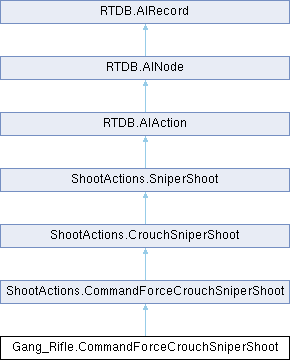 RTDB.AIRecord
RTDB.AINode
RTDB.AIAction
ShootActions.SniperShoot
ShootActions.CrouchSniperShoot
ShootActions.CommandForceCrouchSniperShoot
Gang_Rifle.CommandForceCrouchSniperShoot